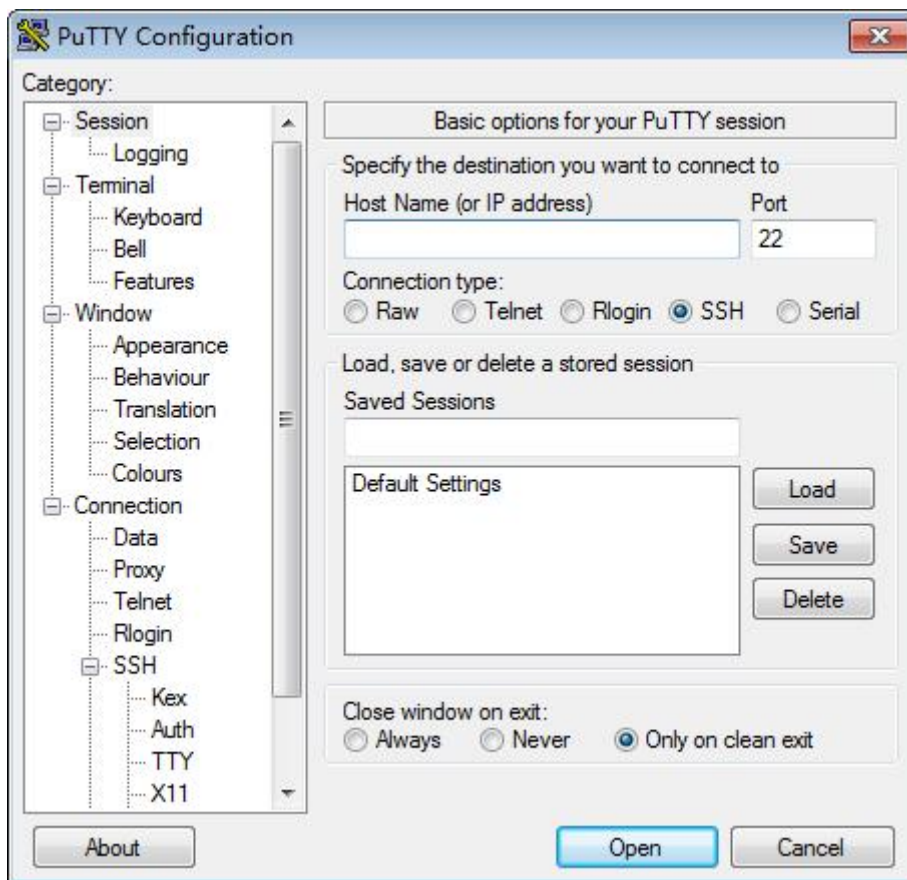 PuTTY Configuration
Category:
Session
Logging
Terminal
Keyboard
Bell
Features
Window
Appearance
Behaviour
Translation
Selection
Colours
Connection
Data
Proxy
Telnet
Rlogin
SSH
Kex
Auth
TTY
X11
Basic options for your PuTTY session
Specify the destination you want to connect to
Host Name (or IP address) Port
22
Connection type:
Raw Telnet Rlogin SSH Serial
Load, save or delete a stored session
Saved Sessions
Default Settings
Load
Save
Delete
Close window on exit:
Always Never Only on clean exit
About Open Cancel